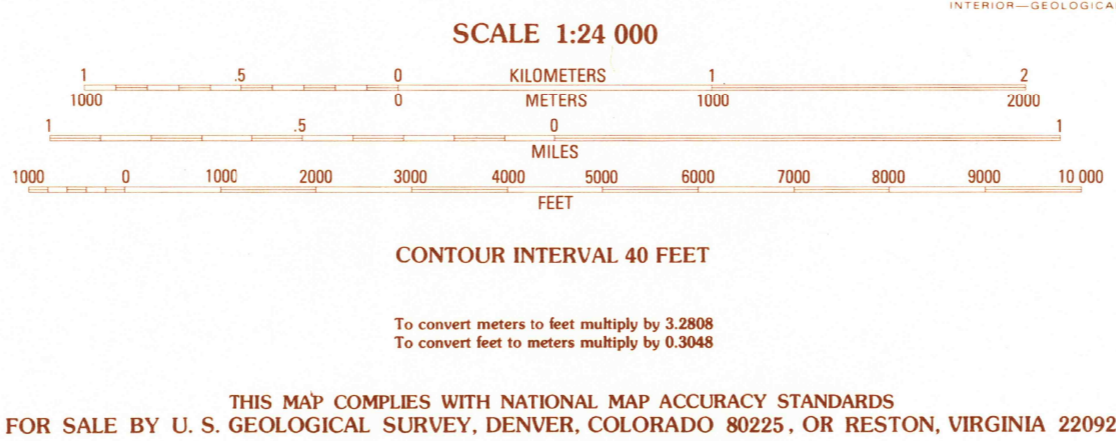 INTERIOR—GEOLOGICA
SCALE 1:24 000
1 .5 0 KILOMETERS 1 2
1000 0 METERS 1000 2000
1 .5 0 1
MILES
1000 0 1000 2000 3000 4000 5000 6000 7000 8000 9000 10 000
FEET
CONTOUR INTERVAL 40 FEET
To convert meters to feet multiply by 3.2808
To convert feet to meters multiply by 0.3048
THIS MAP COMPLIES WITH NATIONAL MAP ACCURACY STANDARDS
FOR SALE BY U. S. GEOLOGICAL SURVEY, DENVER, COLORADO 80225, OR RESTON, VIRGINIA 22092